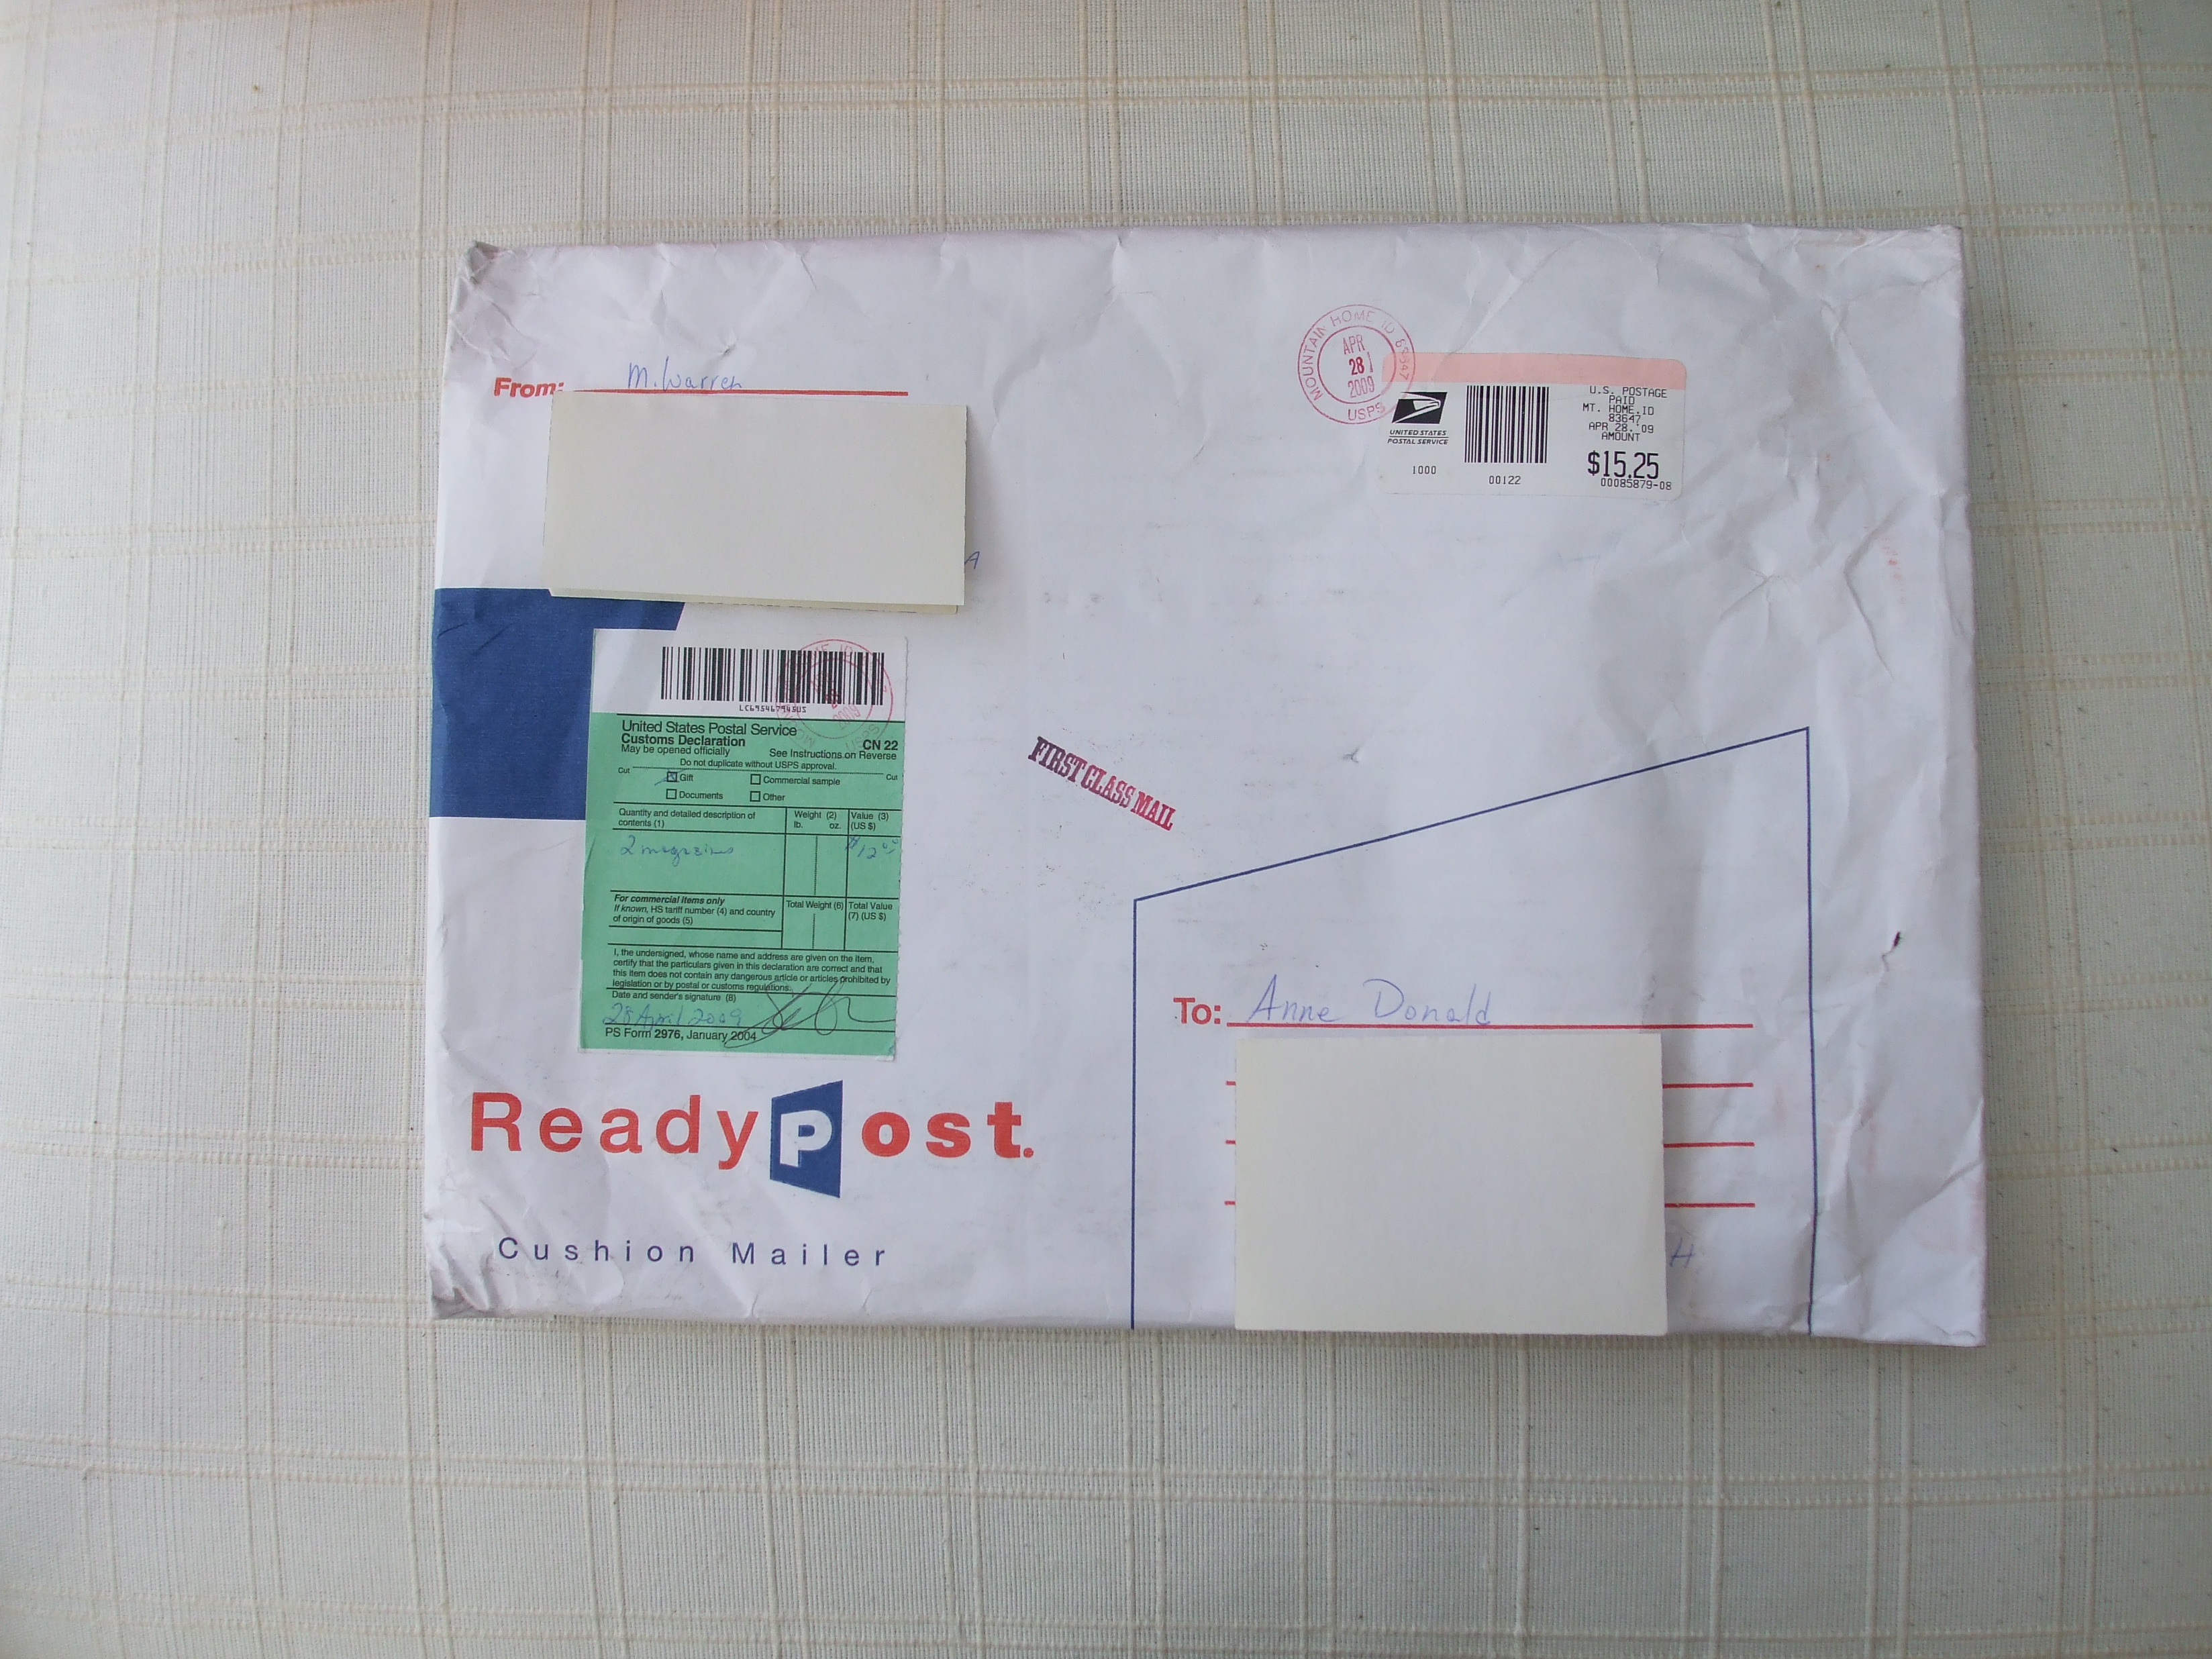 From: M. Warren
A
MOUNTAIN HOME ID 83647
APR
28
2009
USPS
UNITED STATES
POSTAL SERVICE
1000
00122
U.S. POSTAGE
PAID
MT. HOME, ID
83647
APR 28, '09
AMOUNT
$15.25
00085879-08
LC695467945US
United States Postal Service
Customs Declaration CN 22
May be opened officially See Instructions on Reverse
Do not duplicate without USPS approval.
Cut Cut
Gift Commercial sample
Documents Other
Quantity and detailed description of contents (1) Weight (2) lb. oz. Value (3) (US $)
2 magazines $12
For commercial items only
If known, HS tariff number (4) and country
of origin of goods (5)
Total Weight (6) Total Value (7) (US $)
I, the undersigned, whose name and address are given on the item,
certify that the particulars given in this declaration are correct and that
this item does not contain any dangerous article or articles prohibited by
legislation or by postal or customs regulations.
Date and sender's signature (8)
28 April 2009
PS Form 2976, January 2004
FIRST CLASS MAIL
To: Anne Donald
H
ReadyPost.
Cushion Mailer